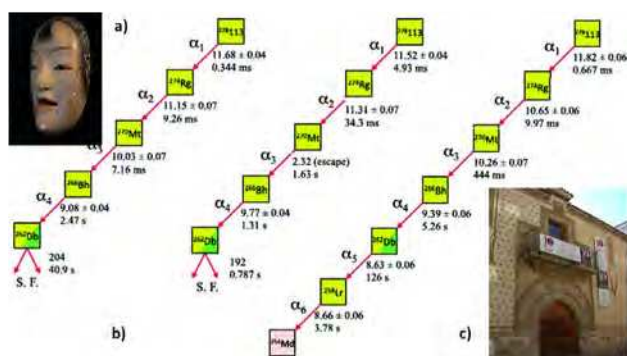 a)
²⁷⁸113
α₁
11.68 ± 0.04
0.344 ms
²⁷⁴Rg
α₂
11.15 ± 0.07
9.26 ms
²⁷⁰Mt
α₃
10.03 ± 0.07
7.16 ms
²⁶⁶Bh
α₄
9.08 ± 0.04
2.47 s
²⁶²Db
204
40.9 s
S. F.
b)
²⁷⁸113
α₁
11.52 ± 0.04
4.93 ms
²⁷⁴Rg
α₂
11.31 ± 0.07
34.3 ms
²⁷⁰Mt
α₃
2.32 (escape)
1.63 s
²⁶⁶Bh
α₄
9.77 ± 0.04
1.31 s
²⁶²Db
192
0.787 s
S. F.
²⁷⁸113
α₁
11.82 ± 0.06
0.667 ms
²⁷⁴Rg
α₂
10.65 ± 0.06
9.97 ms
²⁷⁰Mt
α₃
10.26 ± 0.07
444 ms
²⁶⁶Bh
α₄
9.39 ± 0.06
5.26 s
²⁶²Db
α₅
8.63 ± 0.06
126 s
²⁵⁸Lr
α₆
8.66 ± 0.06
3.78 s
²⁵⁴Md
c)